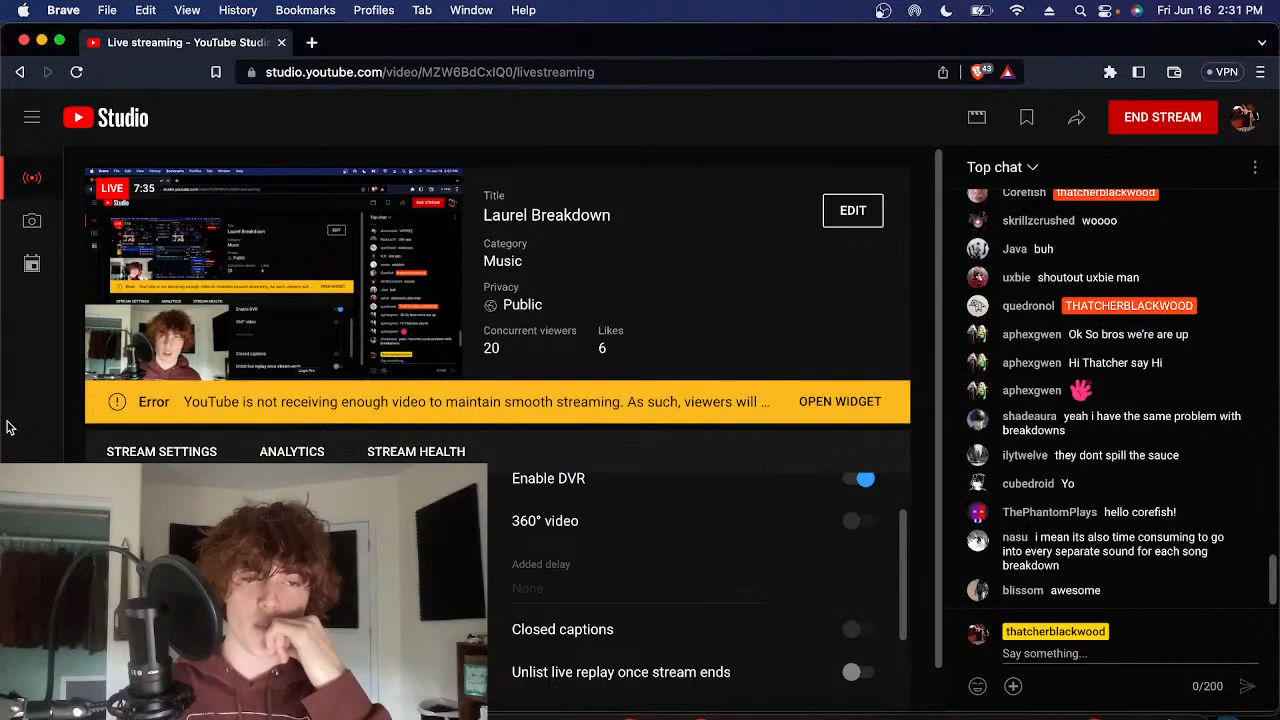 Brave File Edit View History Bookmarks Profiles Tab Window Help
Fri Jun 16 2:31 PM
Live streaming - YouTube Studi
studio.youtube.com/video/MZW6BdCxIQ0/livestreaming
43
VPN
Studio
END STREAM
LIVE 7:35
Title
Laurel Breakdown
EDIT
Category
Music
Privacy
Public
Concurrent viewers
Likes
20
6
Error YouTube is not receiving enough video to maintain smooth streaming. As such, viewers will ...
OPEN WIDGET
STREAM SETTINGS
ANALYTICS
STREAM HEALTH
Enable DVR
360° video
Added delay
None
Closed captions
Unlist live replay once stream ends
Top chat
Corefish thatcherblackwood
skrillzcrushed woooo
Java buh
uxbie shoutout uxbie man
quedronol THATCHERBLACKWOOD
aphexgwen Ok So bros we're are up
aphexgwen Hi Thatcher say Hi
aphexgwen
shadeaura yeah i have the same problem with
breakdowns
ilytwelve they dont spill the sauce
cubedroid Yo
ThePhantomPlays hello corefish!
nasu i mean its also time consuming to go
into every separate sound for each song
breakdown
blissom awesome
thatcherblackwood
Say something...
0/200